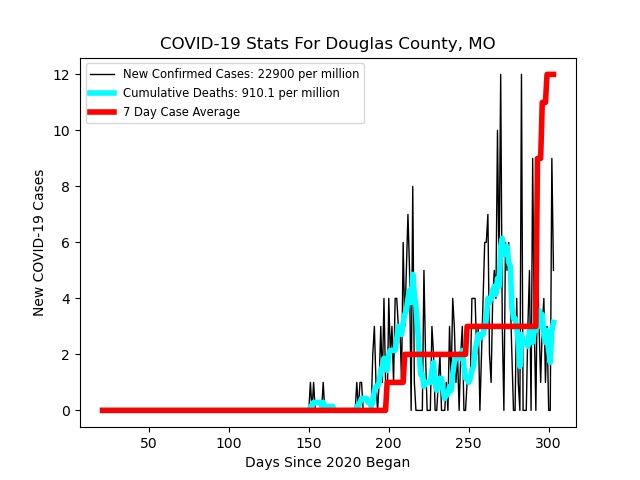 COVID-19 Stats For Douglas County, MO
New Confirmed Cases: 22900 per million
Cumulative Deaths: 910.1 per million
7 Day Case Average
New COVID-19 Cases
12
10
8
6
4
2
0
50
100
150
200
250
300
Days Since 2020 Began